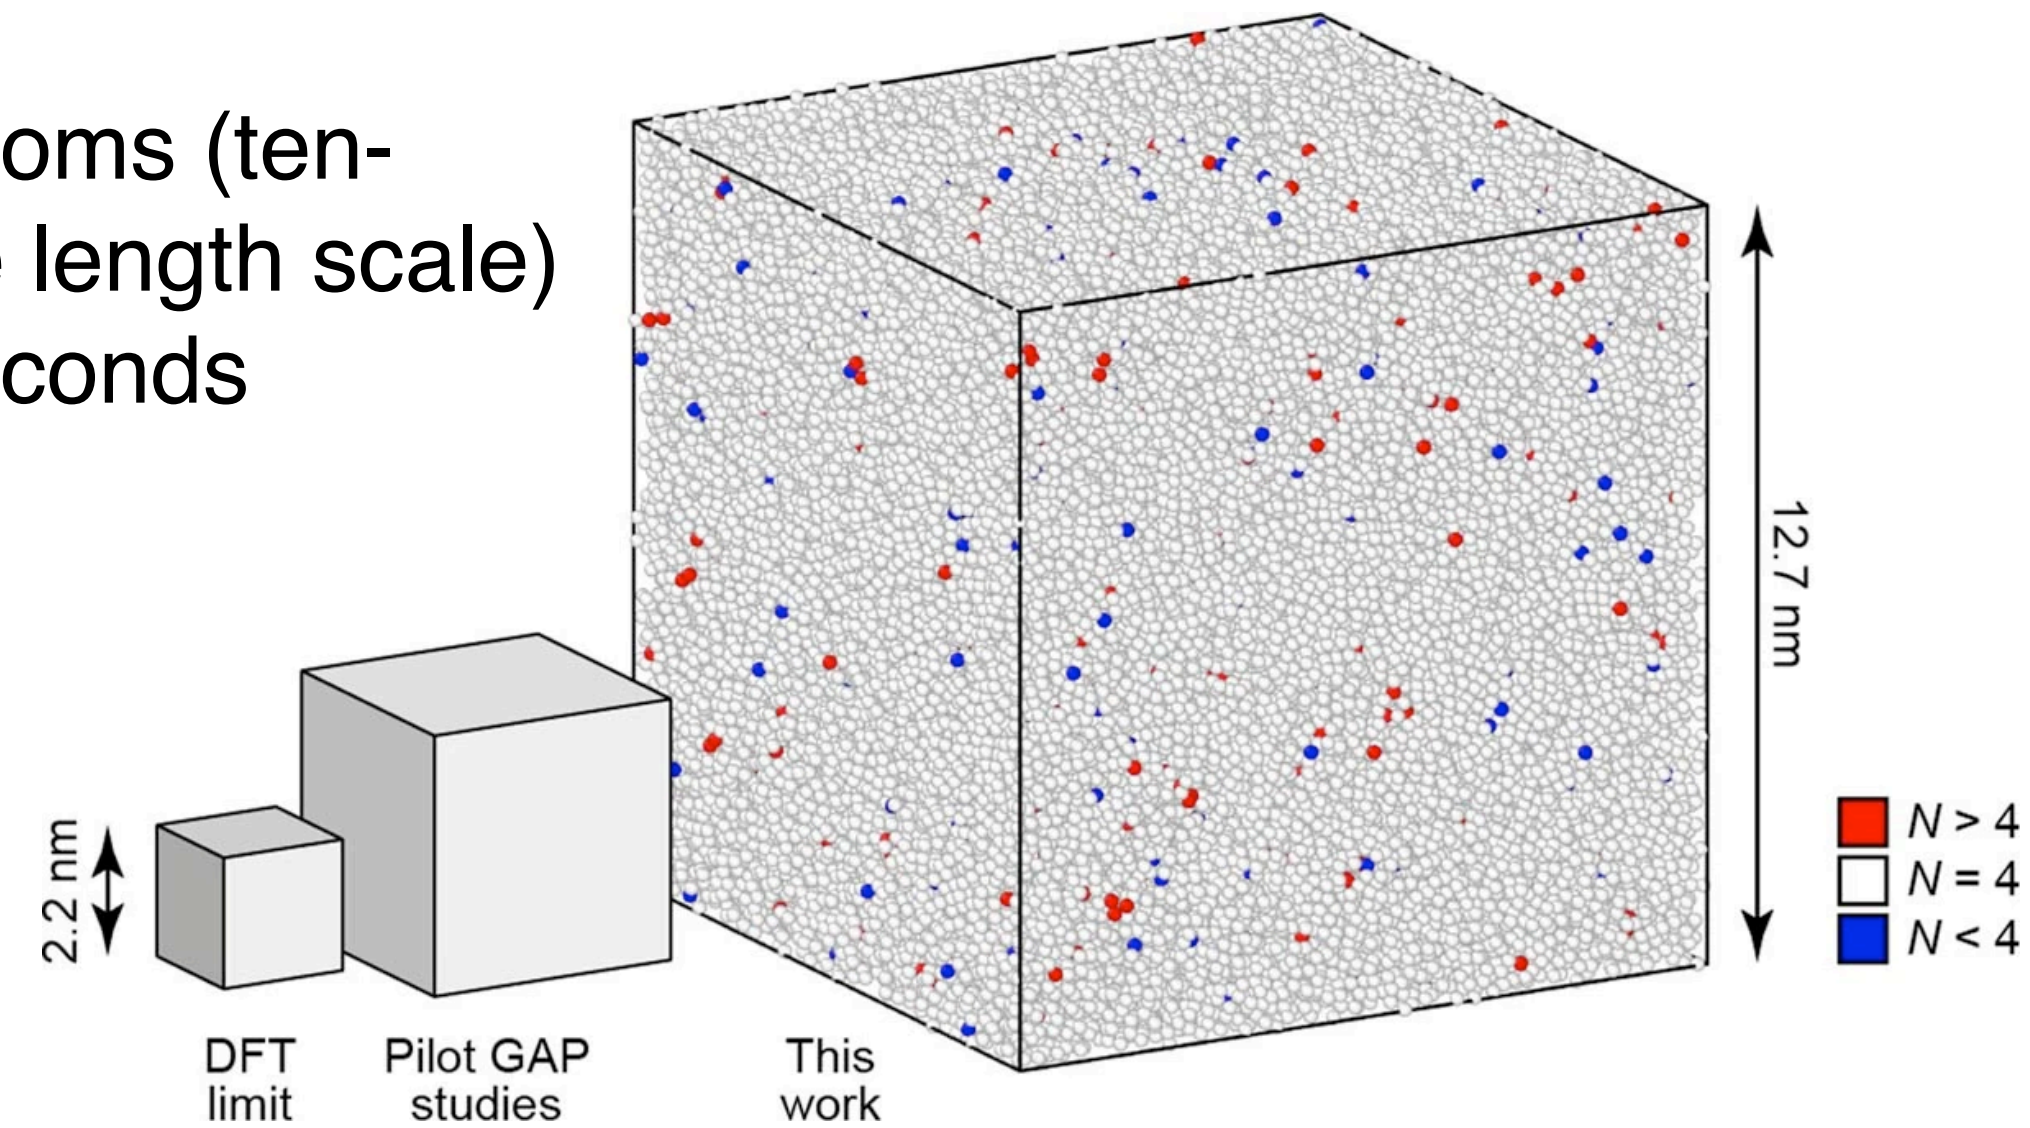 oms (ten-
e length scale)
conds
12.7 nm
2.2 nm
N > 4
N = 4
N < 4
DFT
limit
Pilot GAP
studies
This
work